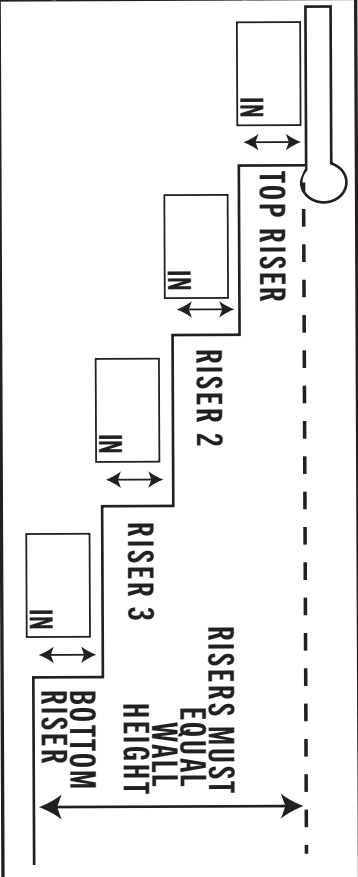 IN
TOP RISER
IN
RISER 2
IN
RISER 3
IN
BOTTOM
RISER
RISERS MUST
EQUAL
WALL
HEIGHT